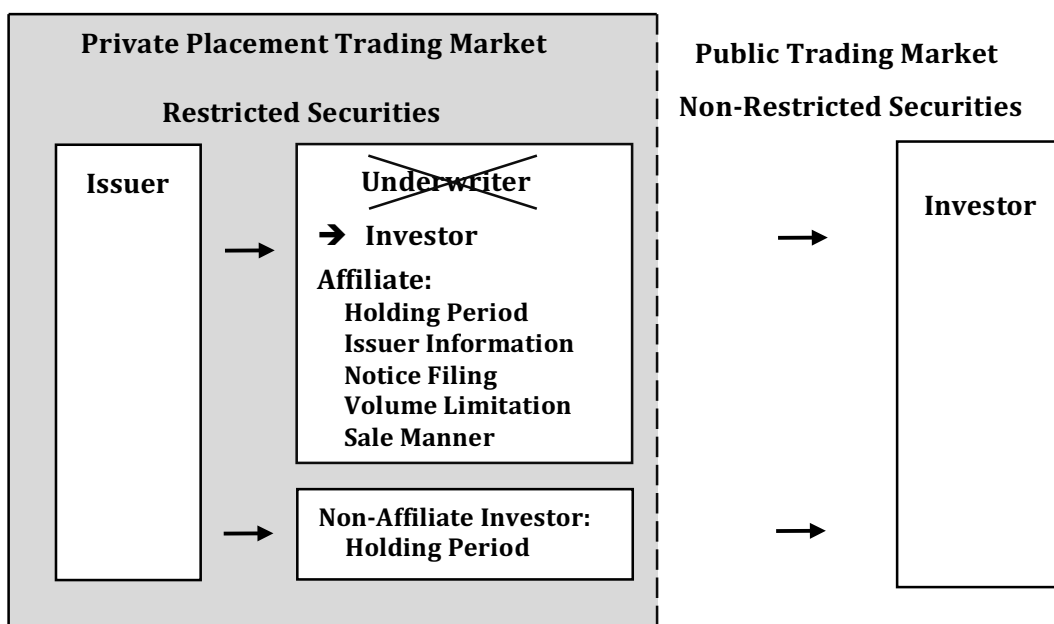 Private Placement Trading Market
Restricted Securities
Issuer
Underwriter
➔ Investor
Affiliate:
Holding Period
Issuer Information
Notice Filing
Volume Limitation
Sale Manner
Non-Affiliate Investor:
Holding Period
Public Trading Market
Non-Restricted Securities
Investor